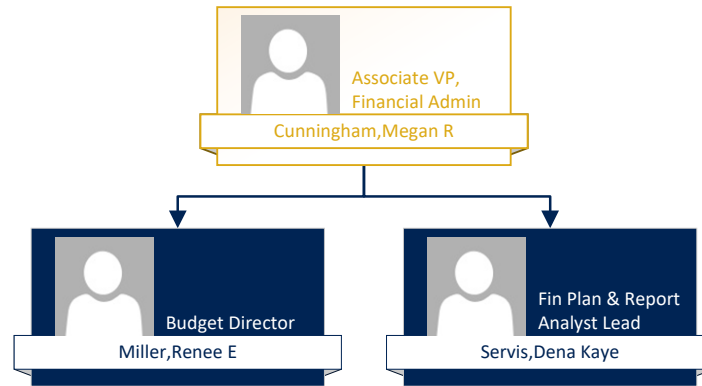 Associate VP,
Financial Admin
Cunningham,Megan R
Budget Director
Miller,Renee E
Fin Plan & Report
Analyst Lead
Servis,Dena Kaye